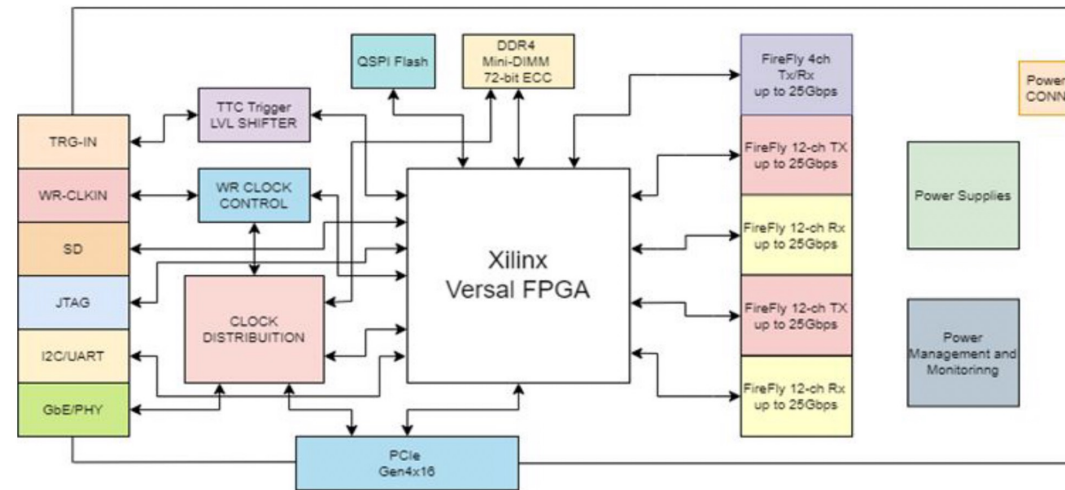 QSPI Flash
DDR4
Mini-DIMM
72-bit ECC
FireFly 4ch
Tx/Rx
up to 25Gbps
Power
CONN
TTC Trigger
LVL SHIFTER
TRG-IN
FireFly 12-ch TX
up to 25Gbps
WR-CLKIN
WR CLOCK
CONTROL
Power Supplies
SD
FireFly 12-ch Rx
up to 25Gbps
Xilinx
Versal FPGA
JTAG
CLOCK
DISTRIBUITION
FireFly 12-ch TX
up to 25Gbps
I2C/UART
Power
Management and
Monitorinng
GbE/PHY
FireFly 12-ch Rx
up to 25Gbps
PCIe
Gen4x16